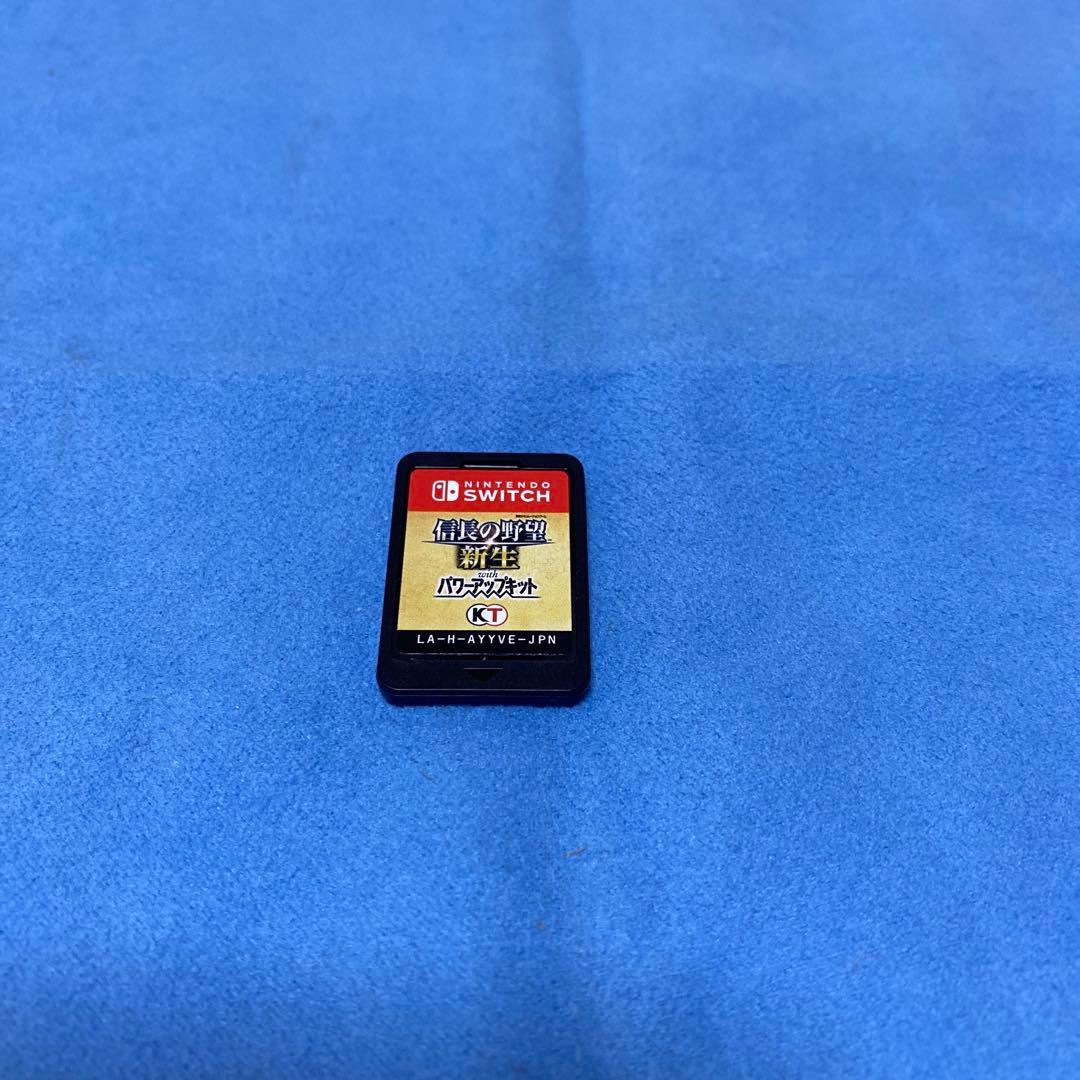 NINTENDO
SWITCH
信長の野望
新生
with
パワーアップキット
KT
LA-H-AYYVE-JPN